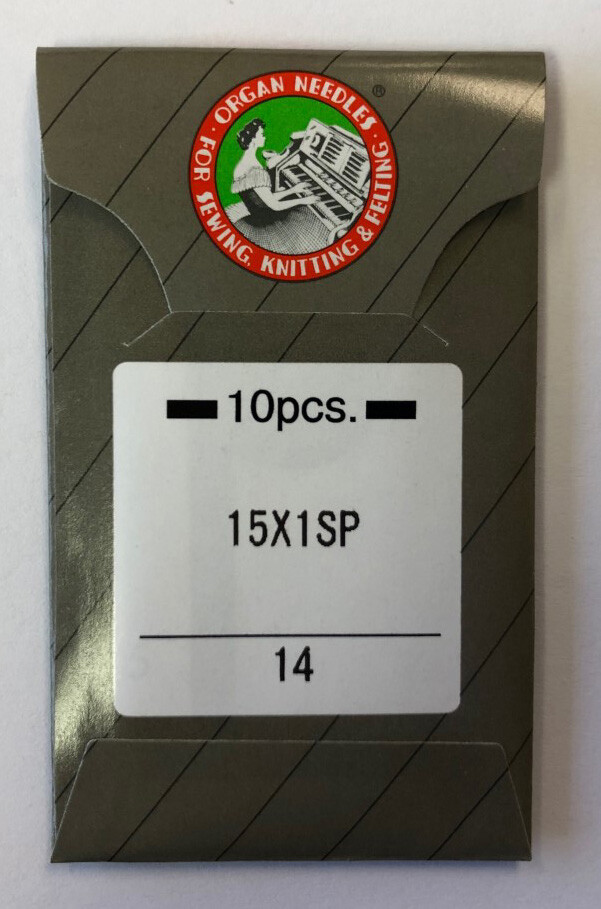 ORGAN NEEDLES
®
· FOR SEWING, KNITTING & FELTING ·
10pcs.
15X1SP
14